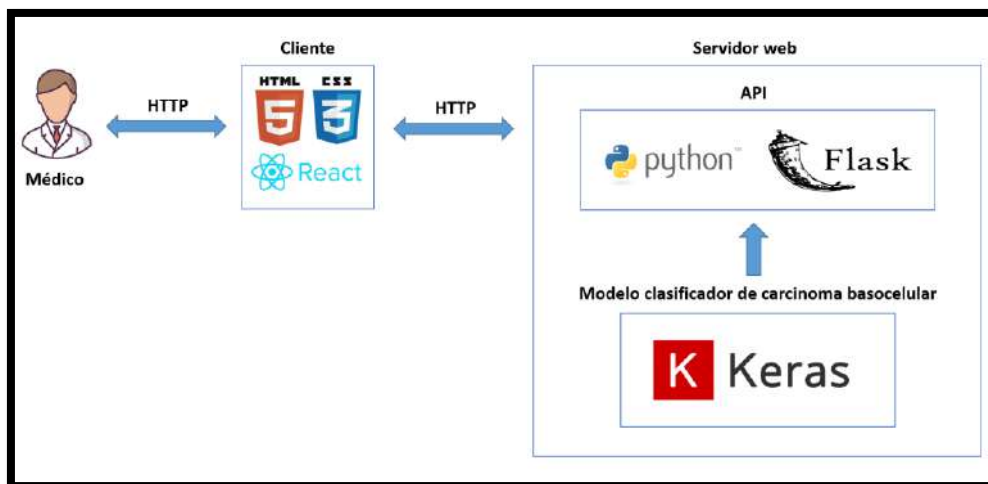 Cliente
Servidor web
HTML CSS
5 3
React
HTTP
HTTP
Médico
API
python™
Flask
Modelo clasificador de carcinoma basocelular
K Keras